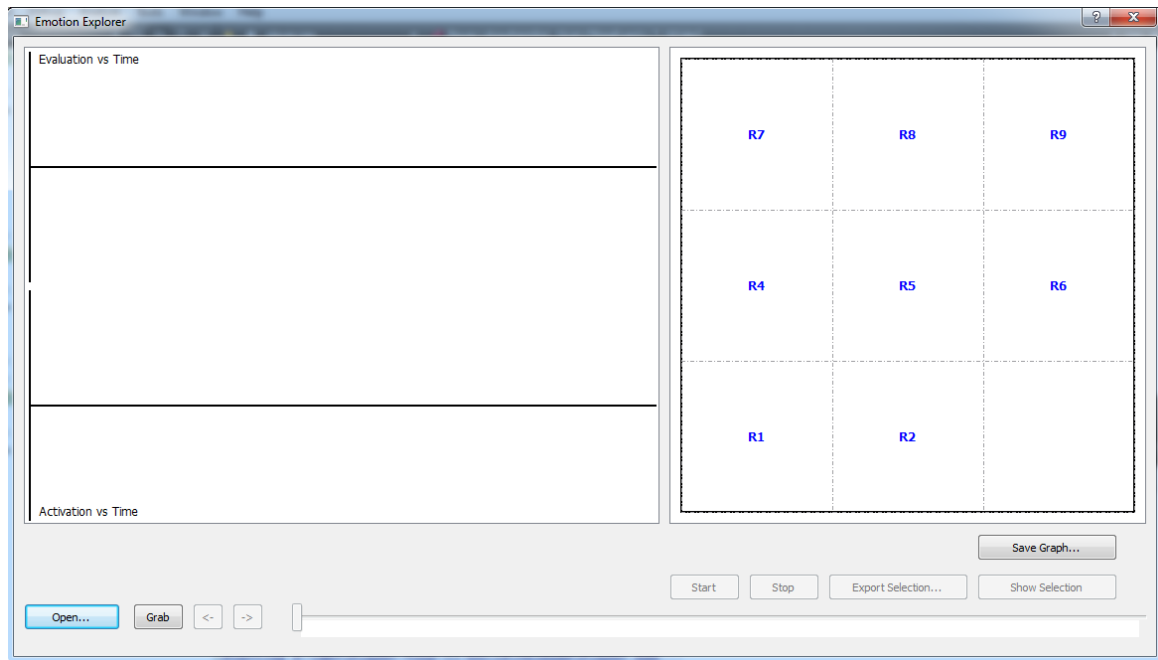 Emotion Explorer
?
X
Evaluation vs Time
R7 R8 R9
R4 R5 R6
R1 R2
Activation vs Time
Save Graph...
Start Stop Export Selection... Show Selection
Open... Grab <- ->